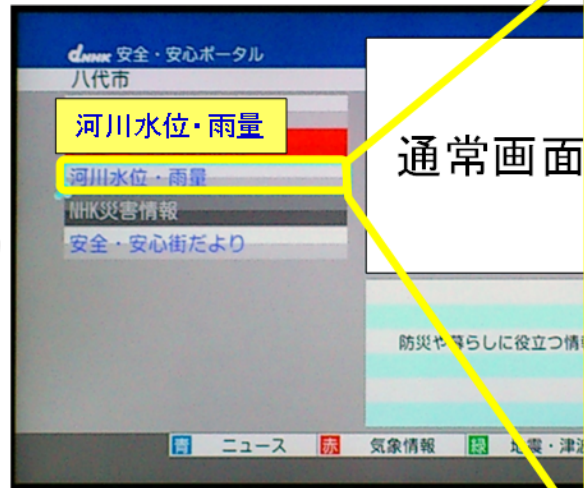 dNHK 安全・安心ポータル
八代市
河川水位・雨量
河川水位・雨量
NHK災害情報
安全・安心街だより
通常画面
防災や暮らしに役立つ情
青 ニュース 赤 気象情報 緑 地震・津波